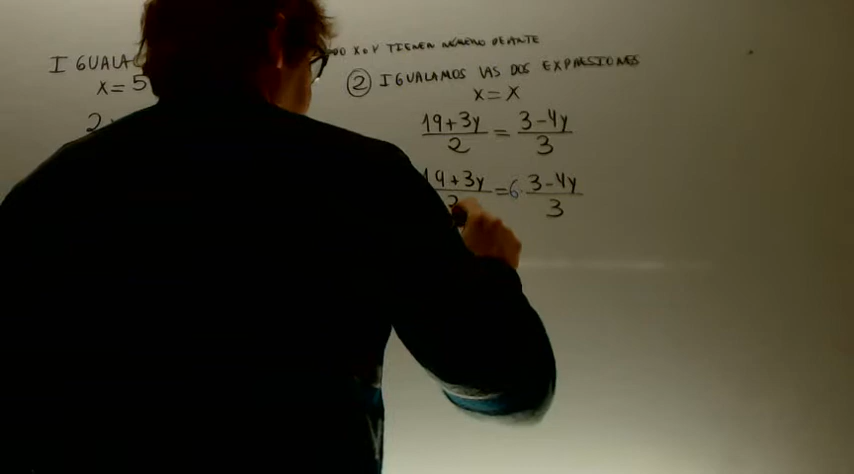 IGUALA
DO X O Y TIENEN NÚMERO DELANTE
X = 5
② IGUALAMOS LAS DOS EXPRESIONES
X = X
2
19+3y/2 = 3-4y/3
19+3y/2 = 6·3-4y/3